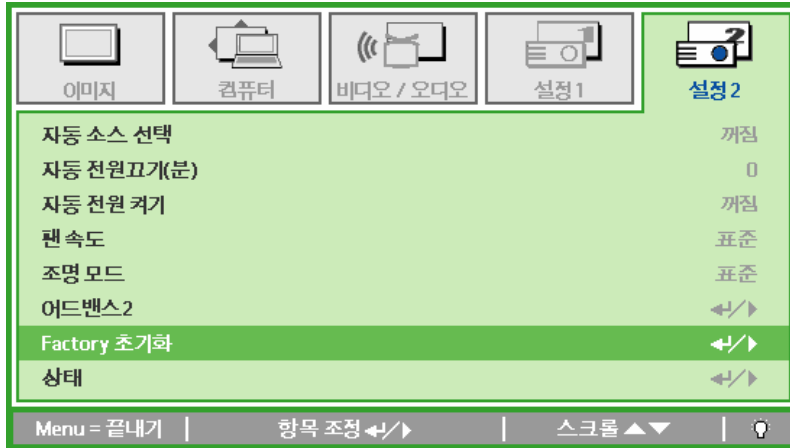 이미지
컴퓨터
비디오 / 오디오
설정 1
설정 2
자동 소스 선택 꺼짐
자동 전원끄기(분) 0
자동 전원 켜기 꺼짐
팬 속도 표준
조명 모드 표준
어드밴스2
Factory 초기화
상태
Menu = 끝내기 | 항목 조정 | 스크롤